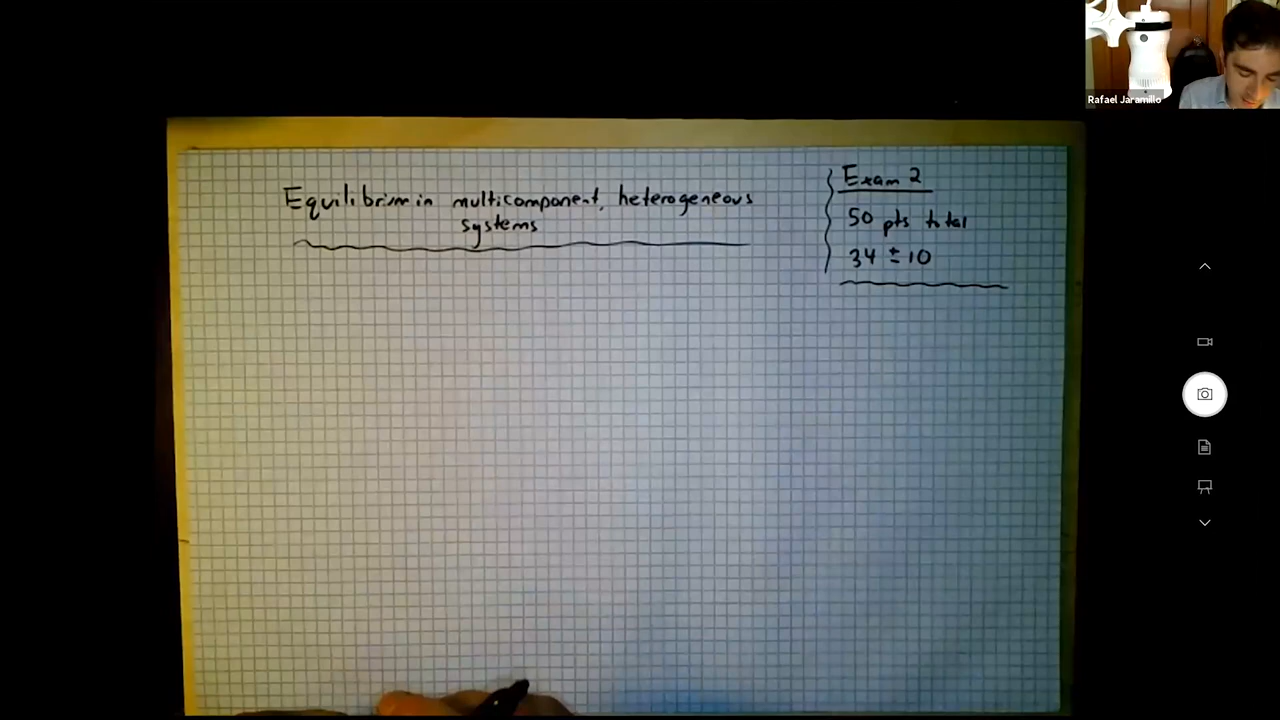 Equilibrium in multicomponent, heterogeneous
systems
Exam 2
50 pts total
34 ± 10
Rafael Jaramillo